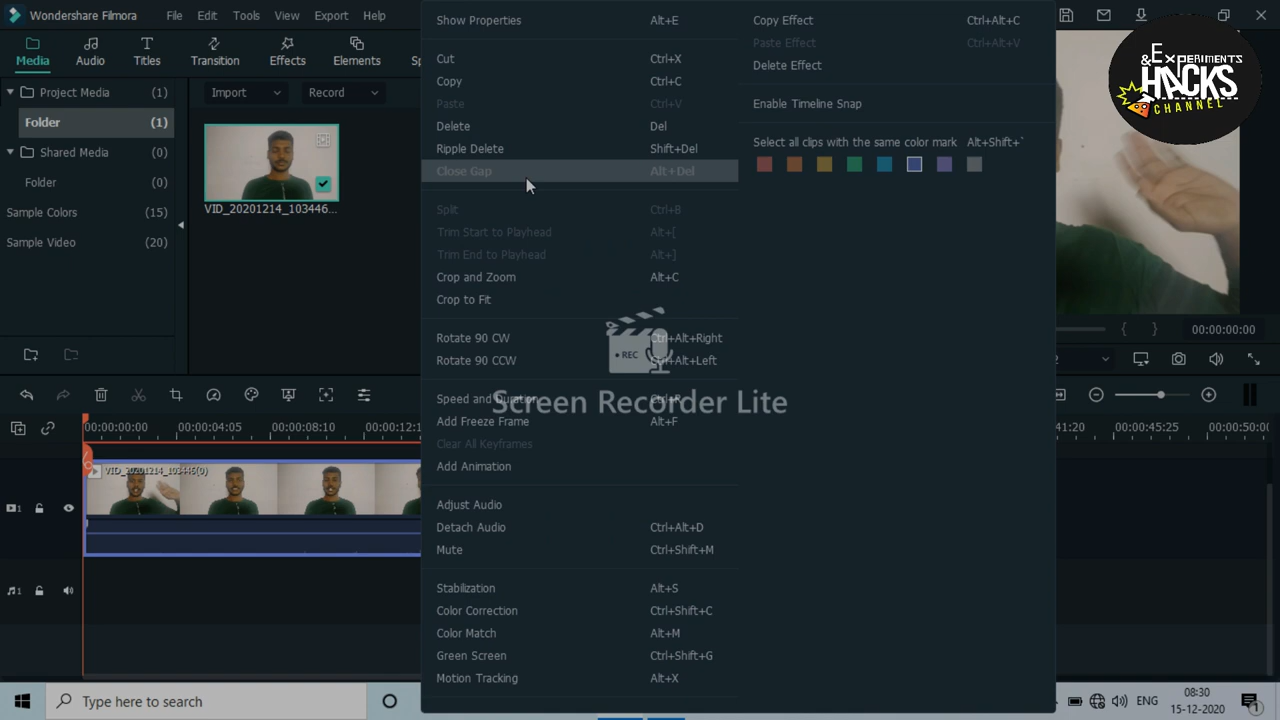 Wondershare Filmora
File Edit Tools View Export Help
Media Audio Titles Transition Effects Elements
Project Media (1)
Folder (1)
Shared Media (0)
Folder (0)
Sample Colors (15)
Sample Video (20)
Import Record
VID_20201214_103446...
Show Properties Alt+E
Cut Ctrl+X
Copy Ctrl+C
Paste Ctrl+V
Delete Del
Ripple Delete Shift+Del
Close Gap Alt+Del
Split Ctrl+B
Trim Start to Playhead Alt+[
Trim End to Playhead Alt+]
Crop and Zoom Alt+C
Crop to Fit
Rotate 90 CW Ctrl+Alt+Right
Rotate 90 CCW Ctrl+Alt+Left
Speed and Duration Ctrl+R
Add Freeze Frame Alt+F
Clear All Keyframes
Add Animation
Adjust Audio
Detach Audio Ctrl+Alt+D
Mute Ctrl+Shift+M
Stabilization Alt+S
Color Correction Ctrl+Shift+C
Color Match Alt+M
Green Screen Ctrl+Shift+G
Motion Tracking Alt+X
Copy Effect Ctrl+Alt+C
Paste Effect Ctrl+Alt+V
Delete Effect
Enable Timeline Snap
Select all clips with the same color mark Alt+Shift+`
REC
Screen Recorder Lite
&ExPERiMENTS
HACKS
CHANNEL
{ } 00:00:00:00
00:00:00:00 00:00:04:05 00:00:08:10 00:00:12:1
41:20 00:00:45:25 00:00:50:0
VID_20201214_103446(0)
1
1
Type here to search
ENG
08:30
15-12-2020
1